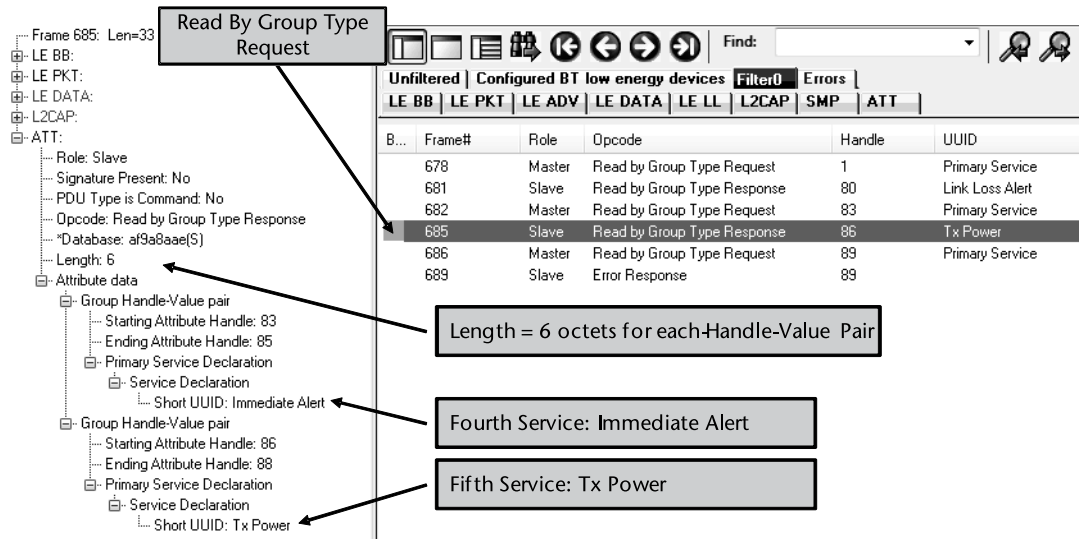 Read By Group Type
Request
Frame 685: Len=33
LE BB:
LE PKT:
LE DATA:
L2CAP:
ATT:
Role: Slave
Signature Present: No
PDU Type is Command: No
Opcode: Read by Group Type Response
*Database: af9a8aae(S)
Length: 6
Attribute data
Group Handle-Value pair
Starting Attribute Handle: 83
Ending Attribute Handle: 85
Primary Service Declaration
Service Declaration
Short UUID: Immediate Alert
Group Handle-Value pair
Starting Attribute Handle: 86
Ending Attribute Handle: 88
Primary Service Declaration
Service Declaration
Short UUID: Tx Power
Find:
Unfiltered Configured BT low energy devices Filter0 Errors
LE BB LE PKT LE ADV LE DATA LE LL L2CAP SMP ATT
B... Frame# Role Opcode Handle UUID
678 Master Read by Group Type Request 1 Primary Service
681 Slave Read by Group Type Response 80 Link Loss Alert
682 Master Read by Group Type Request 83 Primary Service
685 Slave Read by Group Type Response 86 Tx Power
686 Master Read by Group Type Request 89 Primary Service
689 Slave Error Response 89
Length = 6 octets for each-Handle-Value Pair
Fourth Service: Immediate Alert
Fifth Service: Tx Power